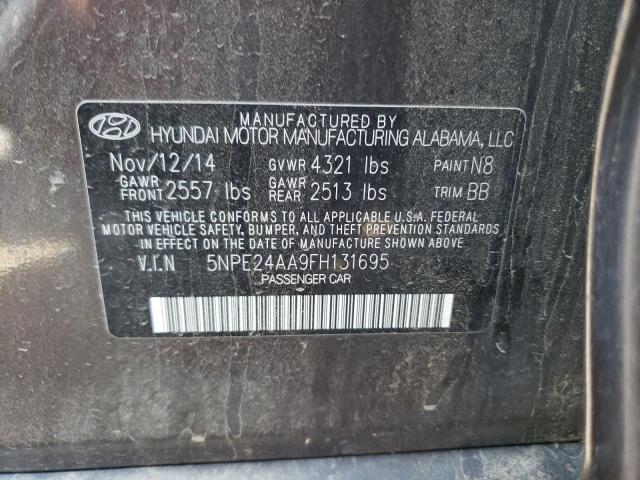 MANUFACTURED BY
HYUNDAI MOTOR MANUFACTURING ALABAMA, LLC
Nov/12/14 GVWR 4321 lbs PAINT N8
GAWR FRONT 2557 lbs GAWR REAR 2513 lbs TRIM BB
THIS VEHICLE CONFORMS TO ALL APPLICABLE U.S.A. FEDERAL
MOTOR VEHICLE SAFETY, BUMPER, AND THEFT PREVENTION STANDARDS
IN EFFECT ON THE DATE OF MANUFACTURE SHOWN ABOVE.
V.I.N 5NPE24AA9FH131695
PASSENGER CAR